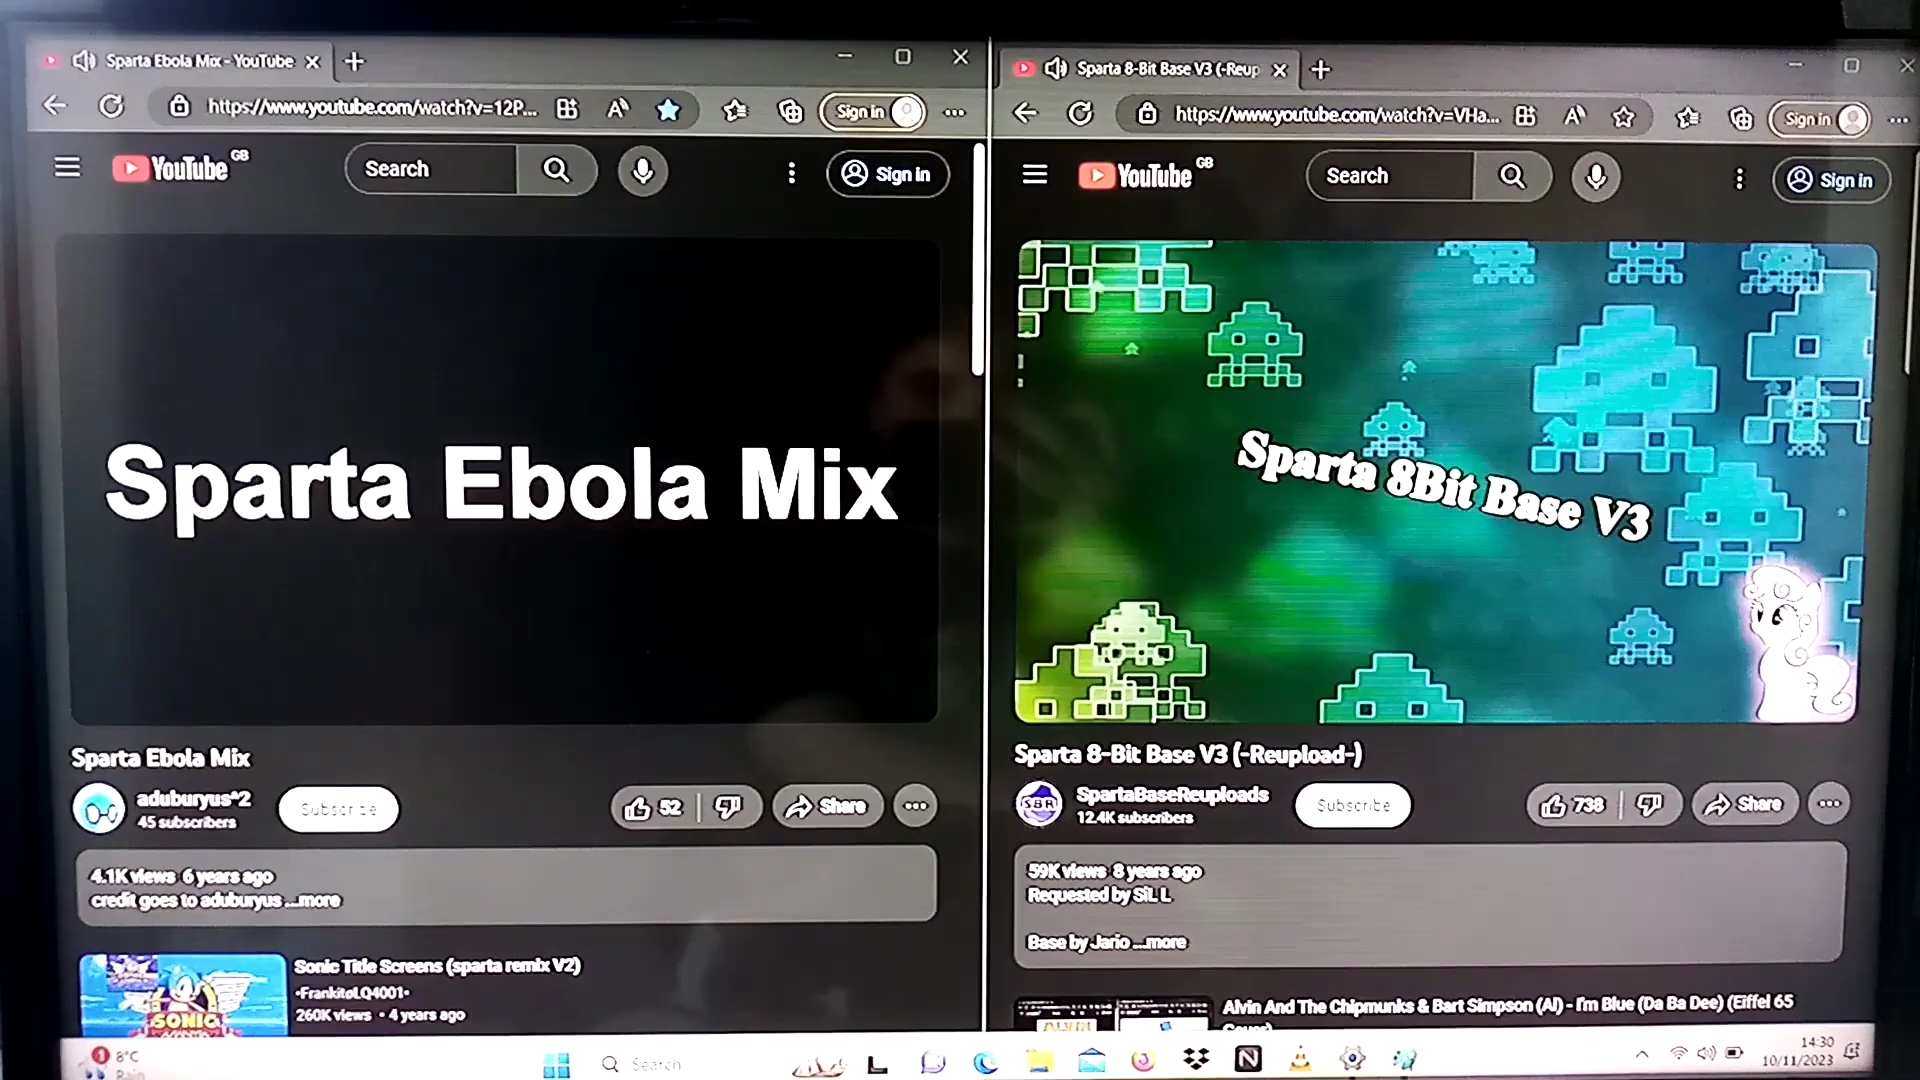 Sparta Ebola Mix - YouTube
https://www.youtube.com/watch?v=12P...
Sign in
YouTube GB
Search
Sign in
Sparta Ebola Mix
Sparta Ebola Mix
aduburyus^2
45 subscribers
Subscribe
52
Share
4.1K views 6 years ago
credit goes to aduburyus ...more
SONIC
Sonic Title Screens (sparta remix V2)
•FrankitoLQ4001•
260K views • 4 years ago
Sparta 8-Bit Base V3 (-Reup
https://www.youtube.com/watch?v=VHa...
Sign in
YouTube GB
Search
Sign in
Sparta 8Bit Base V3
Sparta 8-Bit Base V3 (-Reupload-)
SBR
SpartaBaseReuploads
12.4K subscribers
Subscribe
738
Share
59K views 8 years ago
Requested by SiL L
Base by Jario ...more
Alvin And The Chipmunks & Bart Simpson (AI) - I'm Blue (Da Ba Dee) (Eiffel 65
1
8°C
Rain
Search
14:30
10/11/2023